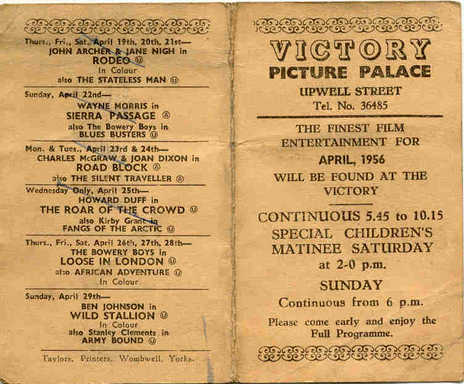 Thurs., Fri., Sat., April 19th, 20th, 21st—
JOHN ARCHER & JANE NIGH in
RODEO Ⓤ
In Colour
also THE STATELESS MAN Ⓤ
Sunday, April 22nd—
WAYNE MORRIS in
SIERRA PASSAGE Ⓐ
also The Bowery Boys in
BLUES BUSTERS Ⓤ
Mon. & Tues., April 23rd & 24th—
CHARLES McGRAW & JOAN DIXON in
ROAD BLOCK Ⓐ
also THE SILENT TRAVELLER Ⓐ
Wednesday Only, April 25th—
HOWARD DUFF in
THE ROAR OF THE CROWD Ⓤ
also Kirby Grant in
FANGS OF THE ARCTIC Ⓤ
Thurs., Fri., Sat. April 26th, 27th, 28th—
THE BOWERY BOYS in
LOOSE IN LONDON Ⓤ
also AFRICAN ADVENTURE Ⓤ
In Colour
Sunday, April 29th—
BEN JOHNSON in
WILD STALLION Ⓤ
In Colour
also Stanley Clements in
ARMY BOUND Ⓤ
Taylors, Printers, Wombwell, Yorks.
VICTORY
PICTURE PALACE
UPWELL STREET
Tel. No. 36485
THE FINEST FILM
ENTERTAINMENT FOR
APRIL, 1956
WILL BE FOUND AT THE
VICTORY
CONTINUOUS 5.45 to 10.15
SPECIAL CHILDREN'S
MATINEE SATURDAY
at 2-0 p.m.
SUNDAY
Continuous from 6 p.m.
Please come early and enjoy the
Full Programme.